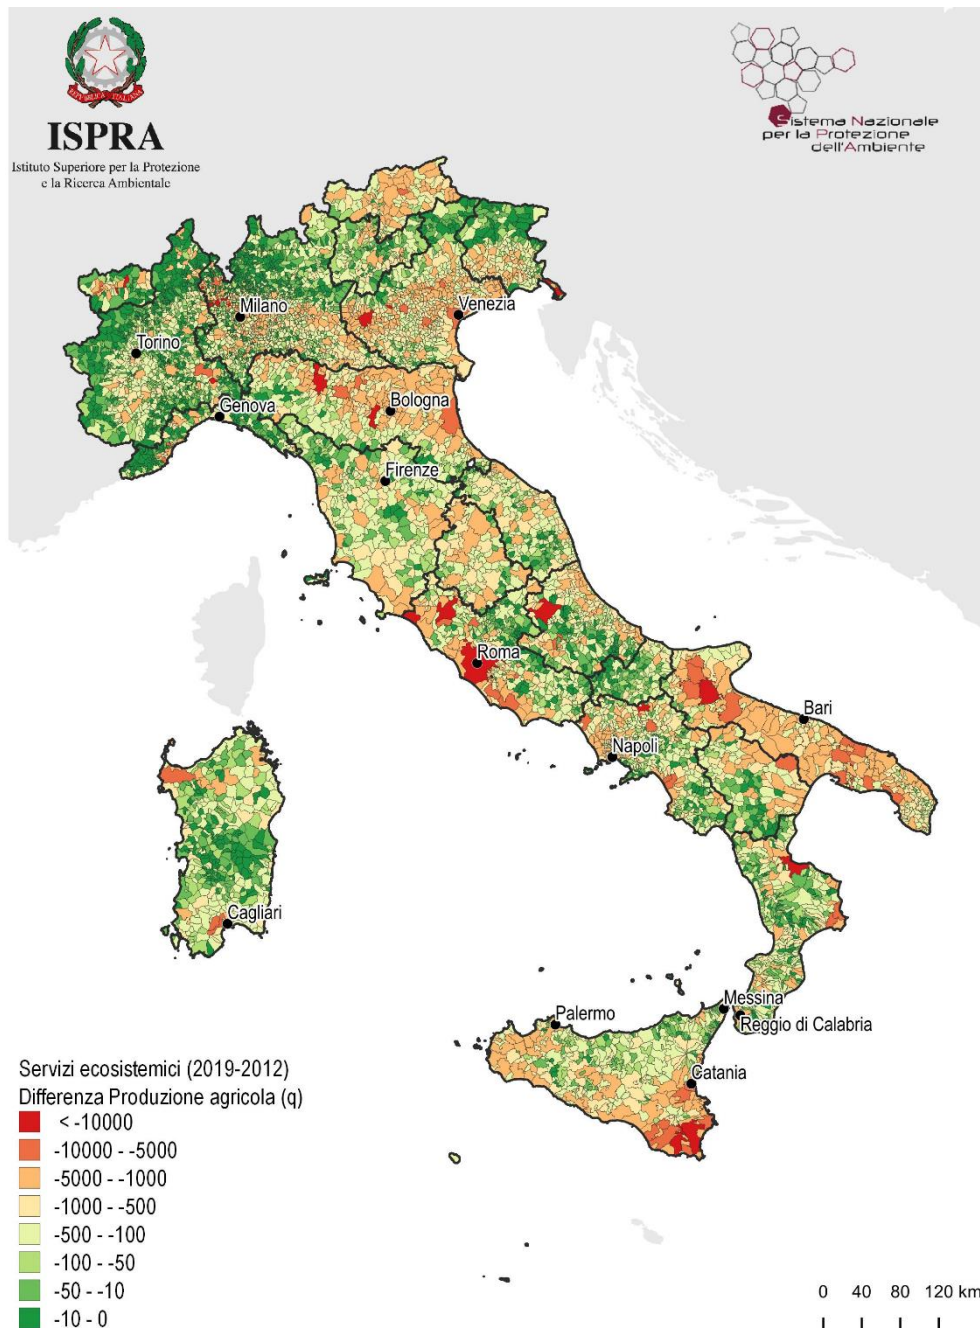 REPVBBLICA ITALIANA
ISPRA
Istituto Superiore per la Protezione
e la Ricerca Ambientale
Sistema Nazionale
per la Protezione
dell'Ambiente
Milano
Venezia
Torino
Genova
Bologna
Firenze
Roma
Bari
Napoli
Cagliari
Messina
Palermo
Reggio di Calabria
Catania
Servizi ecosistemici (2019-2012)
Differenza Produzione agricola (q)
< -10000
-10000 - -5000
-5000 - -1000
-1000 - -500
-500 - -100
-100 - -50
-50 - -10
-10 - 0
0 40 80 120 km